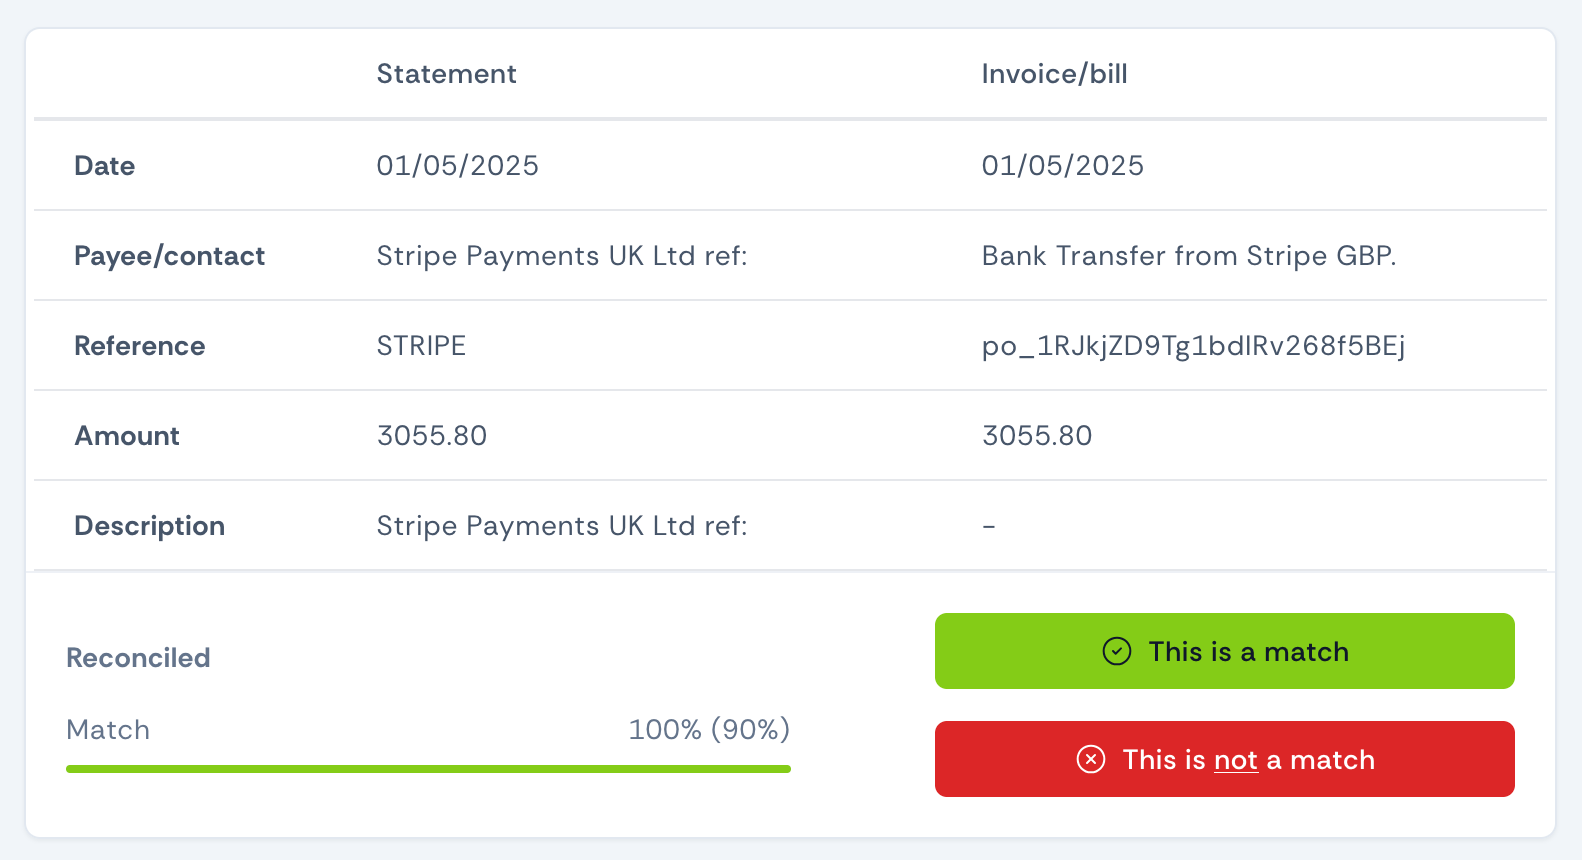 Statement Invoice/bill
Date 01/05/2025 01/05/2025
Payee/contact Stripe Payments UK Ltd ref: Bank Transfer from Stripe GBP.
Reference STRIPE po_1RJkjZD9Tg1bdIRv268f5BEj
Amount 3055.80 3055.80
Description Stripe Payments UK Ltd ref: -
Reconciled
Match 100% (90%)
This is a match
This is not a match